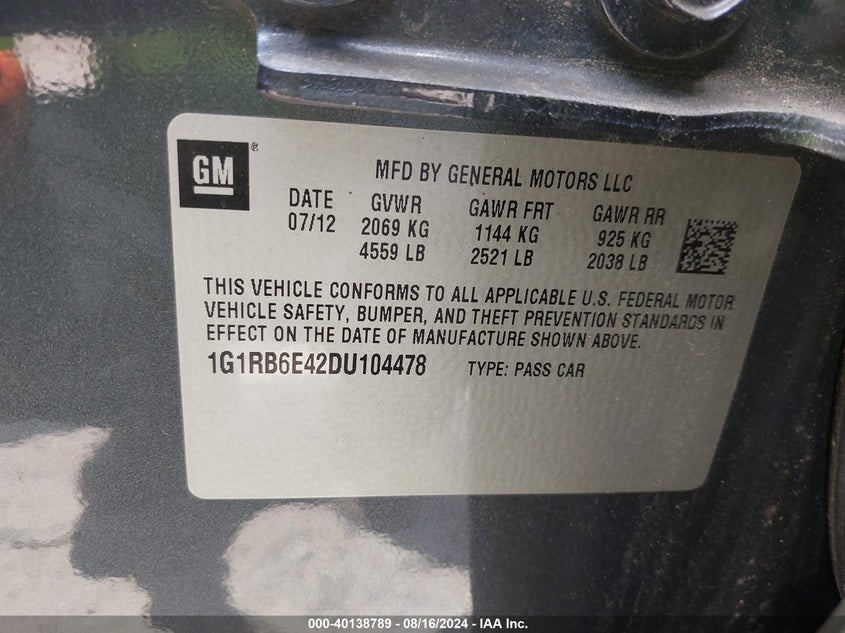 GM ®
MFD BY GENERAL MOTORS LLC
DATE GVWR GAWR FRT GAWR RR
07/12 2069 KG 1144 KG 925 KG
4559 LB 2521 LB 2038 LB
THIS VEHICLE CONFORMS TO ALL APPLICABLE U.S. FEDERAL MOTOR
VEHICLE SAFETY, BUMPER, AND THEFT PREVENTION STANDARDS IN
EFFECT ON THE DATE OF MANUFACTURE SHOWN ABOVE.
1G1RB6E42DU104478 TYPE: PASS CAR
000-40138789 - 08/16/2024 - IAA Inc.